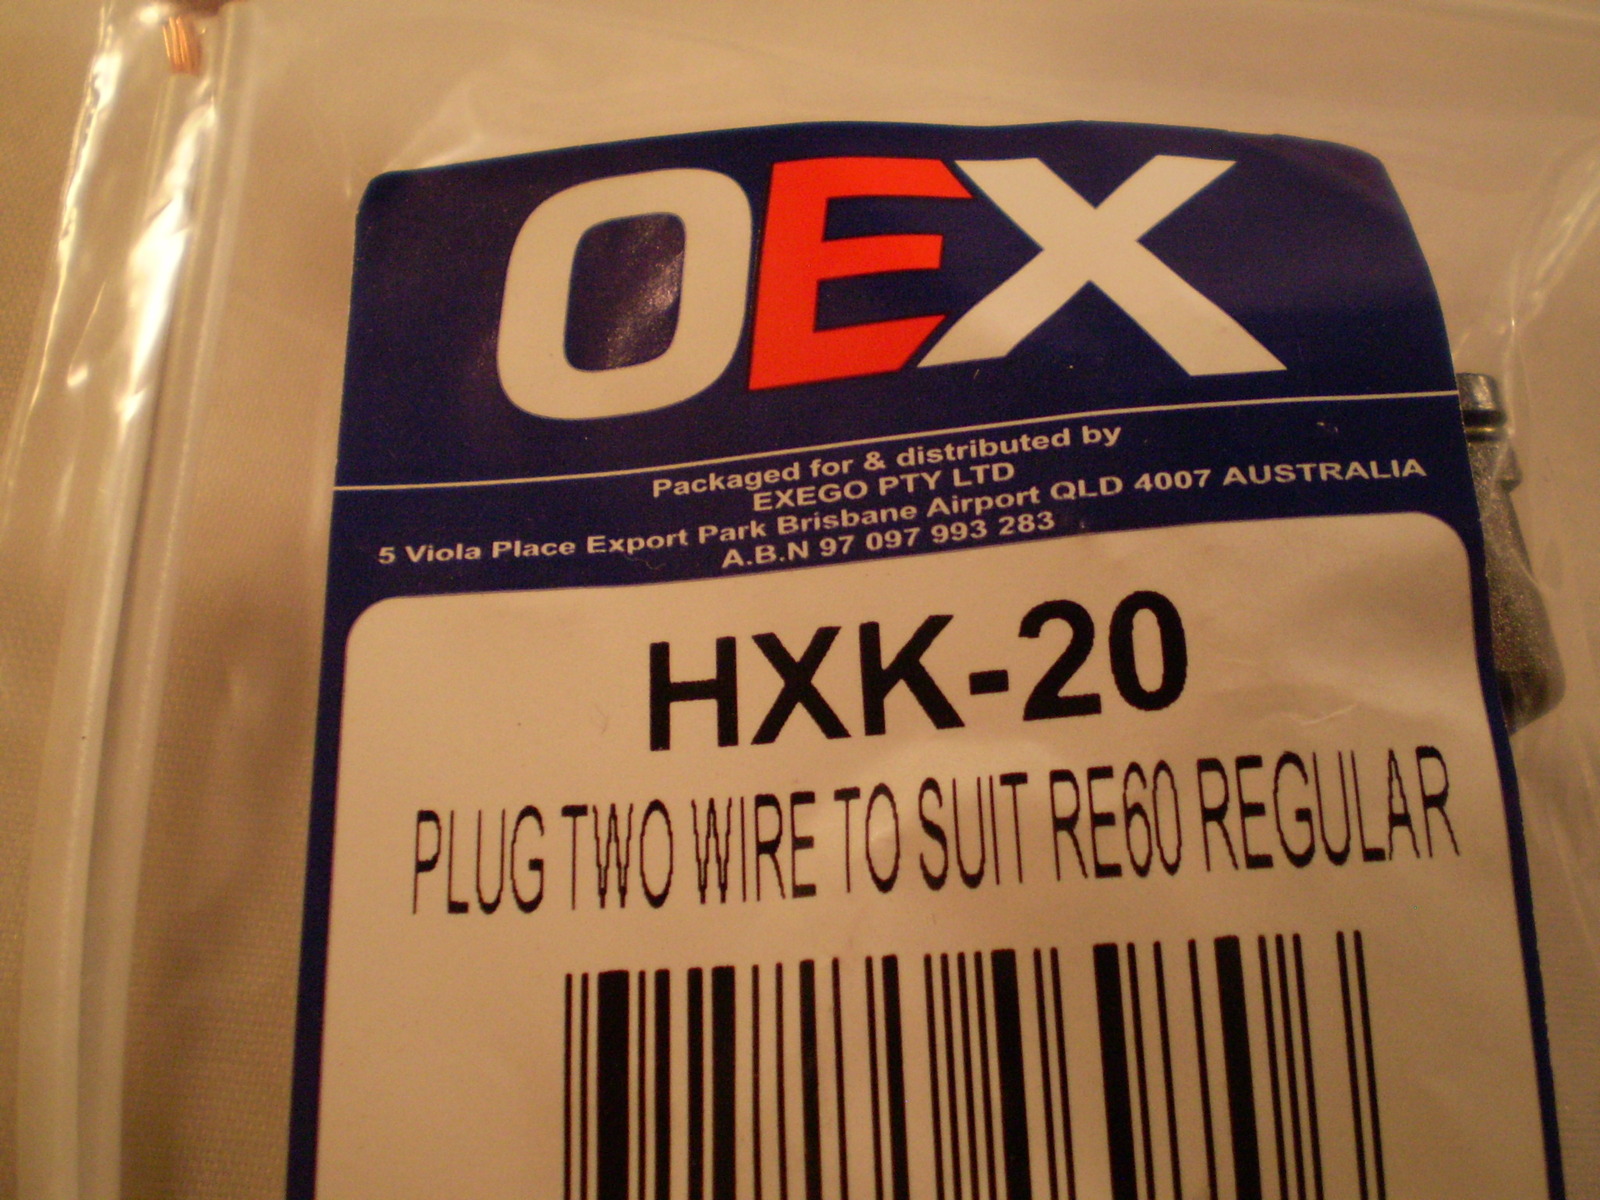 OEX
Packaged for & distributed by
EXEGO PTY LTD
5 Viola Place Export Park Brisbane Airport QLD 4007 AUSTRALIA
A.B.N 97 097 993 283
HXK-20
PLUG TWO WIRE TO SUIT RE60 REGULAR